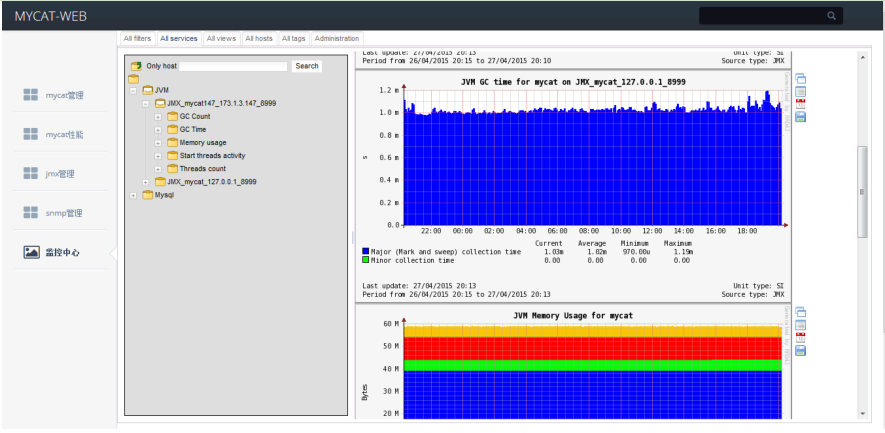 MYCAT-WEB
All filters All services All views All hosts All tags Administration
mycat管理
mycat性能
jmx管理
snmp管理
监控中心
Only host Search
JVM
JMX_mycat147_173.1.3.147_8999
GC Count
GC Time
Memory usage
Start threads activity
Threads count
JMX_mycat_127.0.0.1_8999
Mysql
Last update: 27/04/2015 20:13 Unit type: SI
Period from 26/04/2015 20:15 to 27/04/2015 20:10 Source type: JMX
JVM GC time for mycat on JMX_mycat_127.0.0.1_8999
1.2 m
1.0 m
0.8 m
0.6 m
0.4 m
0.2 m
0.0
s
22:00 00:00 02:00 04:00 06:00 08:00 10:00 12:00 14:00 16:00 18:00
Current Average Minimum Maximum
Major (Mark and sweep) collection time 1.03m 1.02m 970.00u 1.19m
Minor collection time 0.00 0.00 0.00 0.00
Last update: 27/04/2015 20:13 Unit type: SI
Period from 26/04/2015 20:15 to 27/04/2015 20:13 Source type: JMX
JVM Memory Usage for mycat
60 M
50 M
40 M
30 M
20 M
Bytes